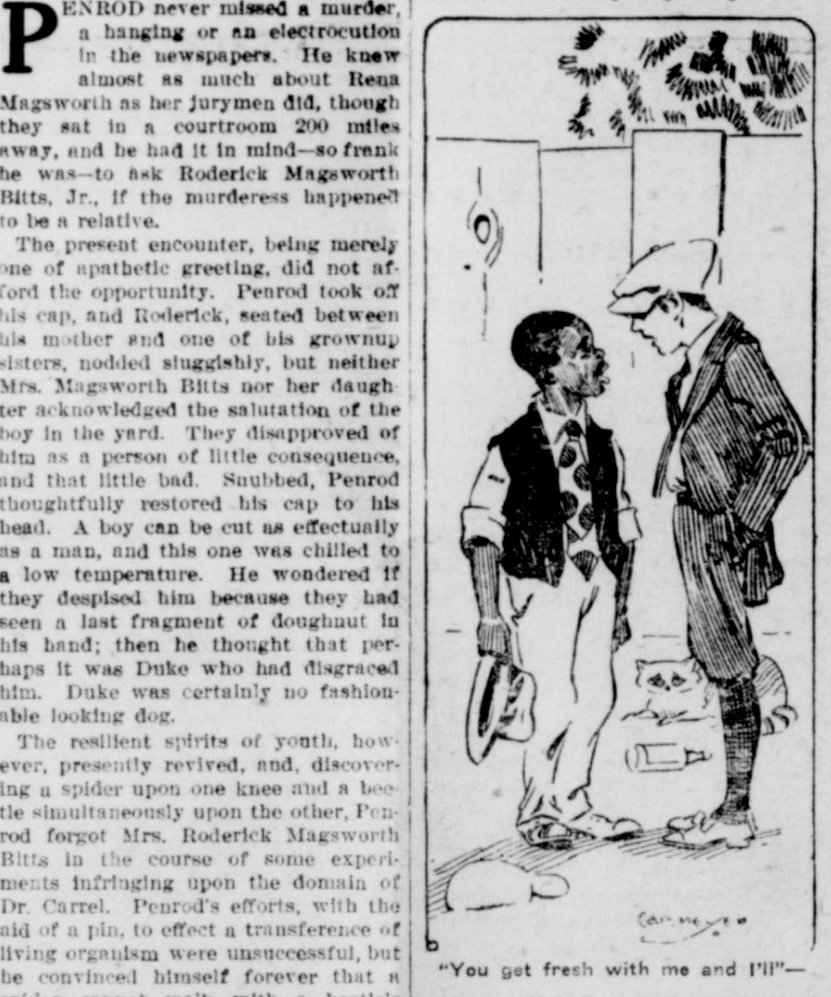 PENROD never missed a murder,
a hanging or an electrocution
in the newspapers. He knew
almost as much about Rena
Magsworth as her jurymen did, though
they sat in a courtroom 200 miles
away, and he had it in mind—so frank
he was—to ask Roderick Magsworth
Bitts, Jr., if the murderess happened
to be a relative.
The present encounter, being merely
one of apathetic greeting, did not af-
ford the opportunity. Penrod took off
his cap, and Roderick, seated between
his mother and one of his grownup
sisters, nodded sluggishly, but neither
Mrs. Magsworth Bitts nor her daugh-
ter acknowledged the salutation of the
boy in the yard. They disapproved of
him as a person of little consequence,
and that little bad. Snubbed, Penrod
thoughtfully restored his cap to his
head. A boy can be cut as effectually
as a man, and this one was chilled to
a low temperature. He wondered if
they despised him because they had
seen a last fragment of doughnut in
his hand; then he thought that per-
haps it was Duke who had disgraced
him. Duke was certainly no fashion-
able looking dog.
The resilient spirits of youth, how-
ever, presently revived, and, discover-
ing a spider upon one knee and a bee-
tle simultaneously upon the other, Pen-
rod forgot Mrs. Roderick Magsworth
Bitts in the course of some experi-
ments infringing upon the domain of
Dr. Carrel. Penrod's efforts, with the
aid of a pin, to effect a transference of
living organism were unsuccessful, but
he convinced himself forever that a
"You get fresh with me and I'll"—